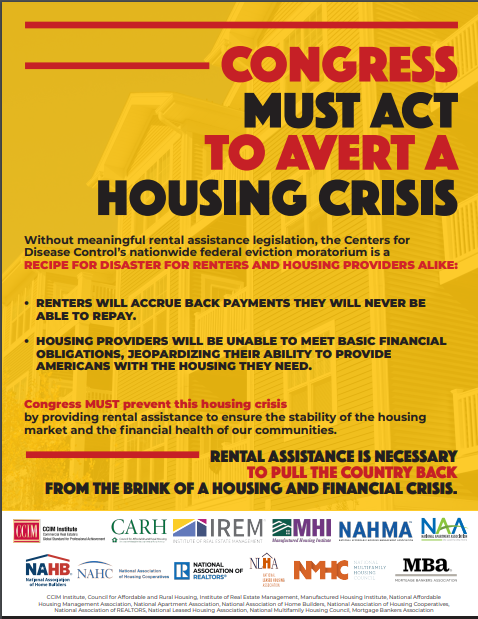 CONGRESS
MUST ACT
TO AVERT A
HOUSING CRISIS
Without meaningful rental assistance legislation, the Centers for
Disease Control's nationwide federal eviction moratorium is a
RECIPE FOR DISASTER FOR RENTERS AND HOUSING PROVIDERS ALIKE:
• RENTERS WILL ACCRUE BACK PAYMENTS THEY WILL NEVER BE
ABLE TO REPAY.
• HOUSING PROVIDERS WILL BE UNABLE TO MEET BASIC FINANCIAL
OBLIGATIONS, JEOPARDIZING THEIR ABILITY TO PROVIDE
AMERICANS WITH THE HOUSING THEY NEED.
Congress MUST prevent this housing crisis
by providing rental assistance to ensure the stability of the housing
market and the financial health of our communities.
RENTAL ASSISTANCE IS NECESSARY
TO PULL THE COUNTRY BACK
FROM THE BRINK OF A HOUSING AND FINANCIAL CRISIS.
CCIM
CCIM Institute
Commercial Real Estate's
Global Standard for Professional Achievement
CARH
IREM
INSTITUTE OF REAL ESTATE MANAGEMENT
MHI
Manufactured Housing Institute
NAHMA
NAA
NAHB
National Association
of Home Builders
NAHC
National Association
of Housing Cooperatives
R
NATIONAL
ASSOCIATION OF
REALTORS®
NLHA
NMHC
NATIONAL
MULTIFAMILY
HOUSING
COUNCIL
MBA
MORTGAGE BANKERS ASSOCIATION
CCIM Institute, Council for Affordable and Rural Housing, Institute of Real Estate Management, Manufactured Housing Institute, National Affordable
Housing Management Association, National Apartment Association, National Association of Home Builders, National Association of Housing Cooperatives,
National Association of REALTORS, National Leased Housing Association, National Multifamily Housing Council, Mortgage Bankers Association